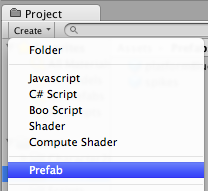 Project
Create
Folder
Javascript
C# Script
Boo Script
Shader
Compute Shader
Prefab